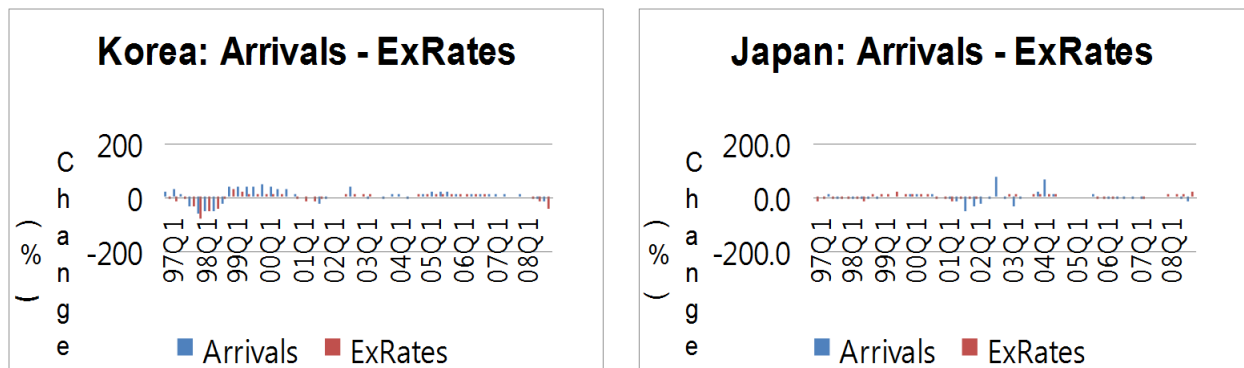 Korea: Arrivals - ExRates
Change (%)
200
0
-200
97Q1
98Q1
99Q1
00Q1
01Q1
02Q1
03Q1
04Q1
05Q1
06Q1
07Q1
08Q1
Arrivals
ExRates
Japan: Arrivals - ExRates
Change (%)
200.0
0.0
-200.0
97Q1
98Q1
99Q1
00Q1
01Q1
02Q1
03Q1
04Q1
05Q1
06Q1
07Q1
08Q1
Arrivals
ExRates